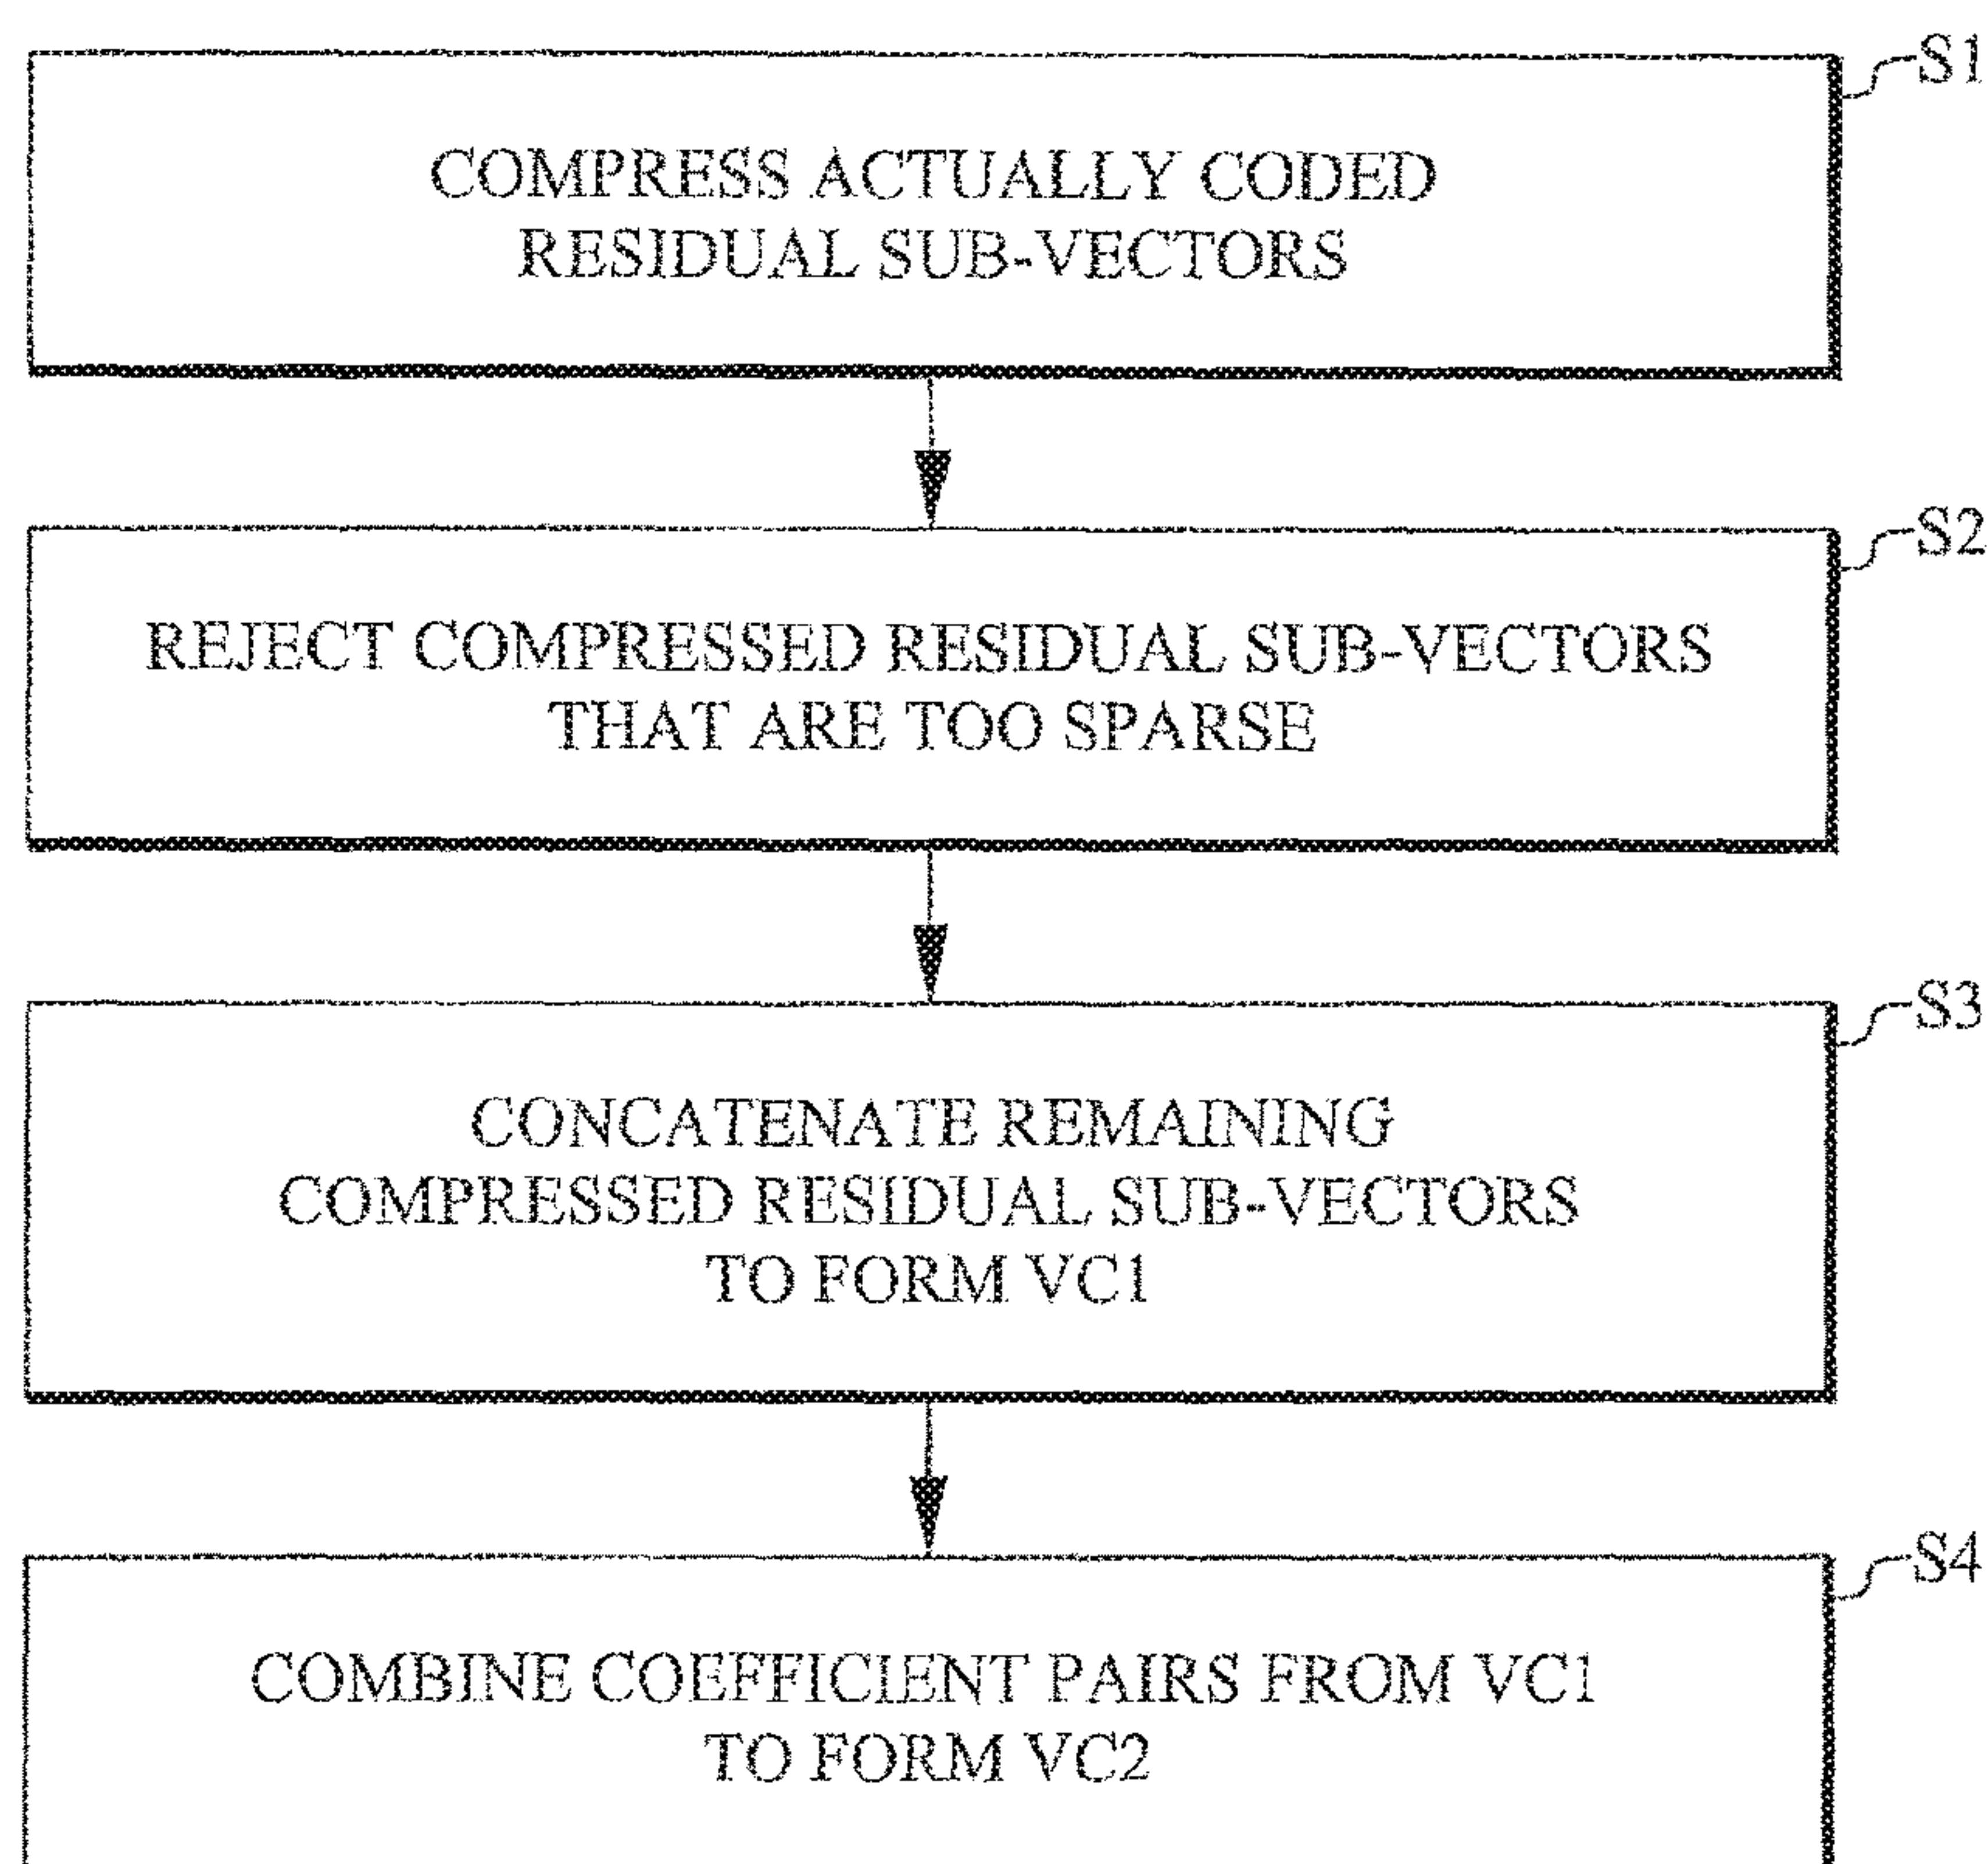 S1
COMPRESS ACTUALLY CODED
RESIDUAL SUB-VECTORS
S2
REJECT COMPRESSED RESIDUAL SUB-VECTORS
THAT ARE TOO SPARSE
S3
CONCATENATE REMAINING
COMPRESSED RESIDUAL SUB-VECTORS
TO FORM VC1
S4
COMBINE COEFFICIENT PAIRS FROM VC1
TO FORM VC2